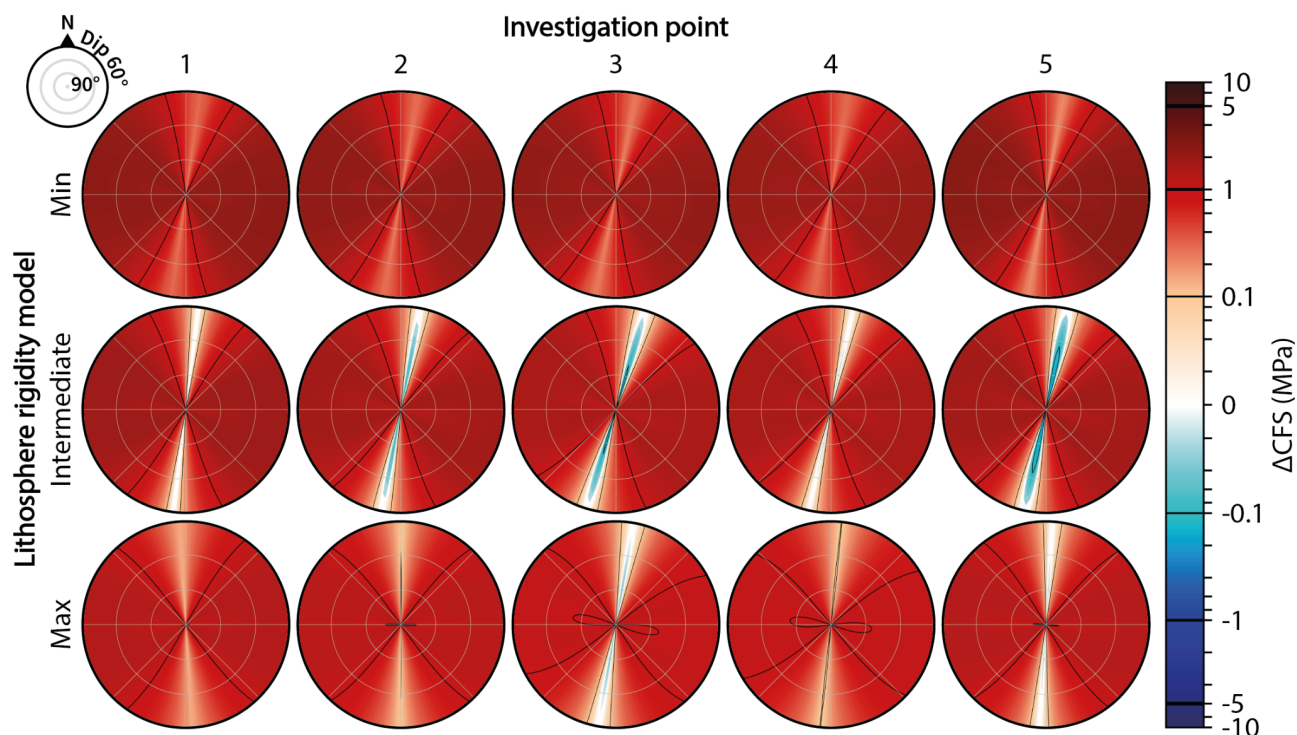 Investigation point
N
Dip 60°
90°
1 2 3 4 5
Lithosphere rigidity model
Min
Intermediate
Max
10
5
1
0.1
0
-0.1
-1
-5
-10
ΔCFS (MPa)